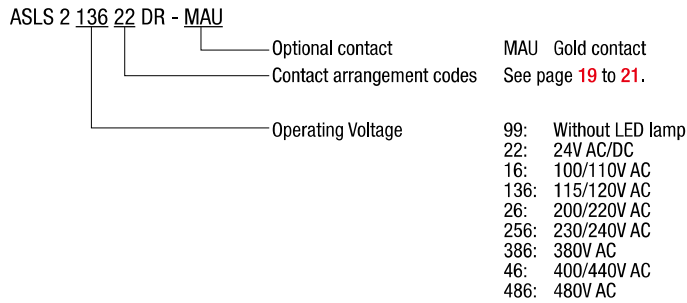 ASLS 2 136 22 DR - MAU
Optional contact MAU Gold contact
Contact arrangement codes See page 19 to 21.
Operating Voltage 99: Without LED lamp
22: 24V AC/DC
16: 100/110V AC
136: 115/120V AC
26: 200/220V AC
256: 230/240V AC
386: 380V AC
46: 400/440V AC
486: 480V AC